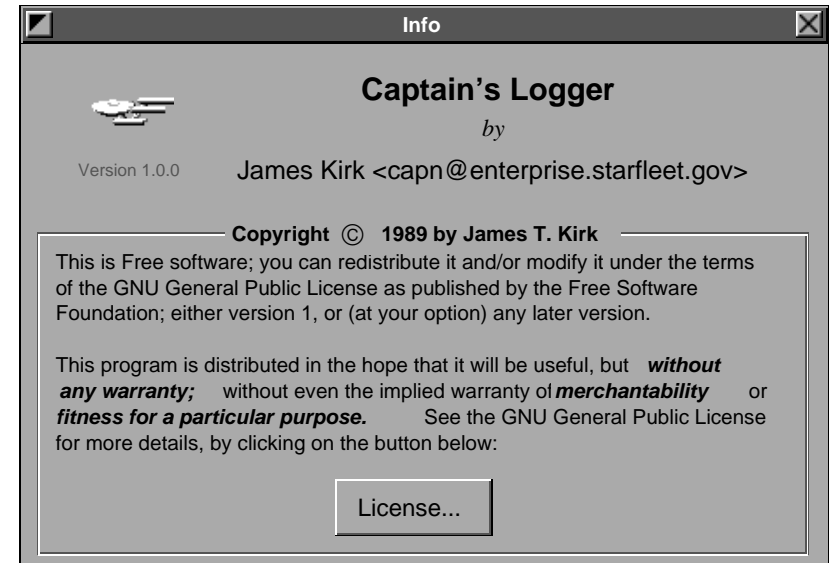 Info
Captain's Logger
by
Version 1.0.0
James Kirk <capn@enterprise.starfleet.gov>
Copyright © 1989 by James T. Kirk
This is Free software; you can redistribute it and/or modify it under the terms
of the GNU General Public License as published by the Free Software
Foundation; either version 1, or (at your option) any later version.
This program is distributed in the hope that it will be useful, but without
any warranty; without even the implied warranty of merchantability or
fitness for a particular purpose. See the GNU General Public License
for more details, by clicking on the button below:
License...